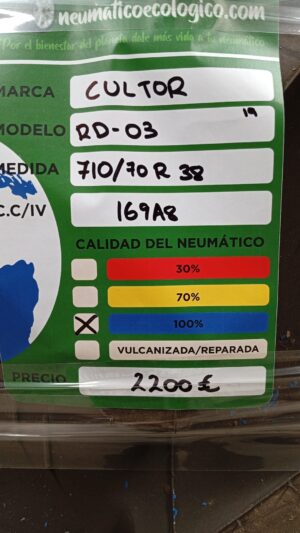 neumaticoecologico.com
Por el bienestar del planeta dale más vida a tu neumático
MARCA CULTOR
MODELO RD-03 19
MEDIDA 710/70 R 38
C.C/IV 169A8
CALIDAD DEL NEUMÁTICO
30%
70%
100%
VULCANIZADA/REPARADA
PRECIO 2200€